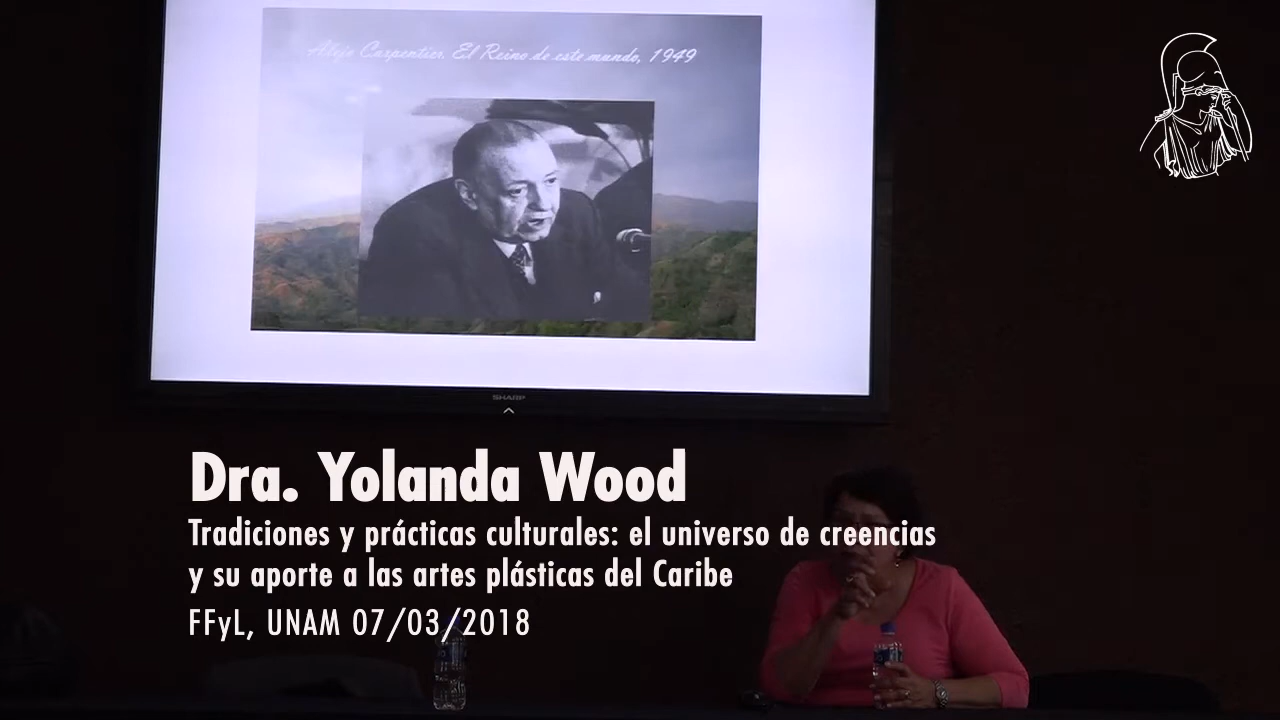 Alejo Carpentier. El Reino de este mundo, 1949
SHARP
Dra. Yolanda Wood
Tradiciones y prácticas culturales: el universo de creencias
y su aporte a las artes plásticas del Caribe
FFyL, UNAM 07/03/2018